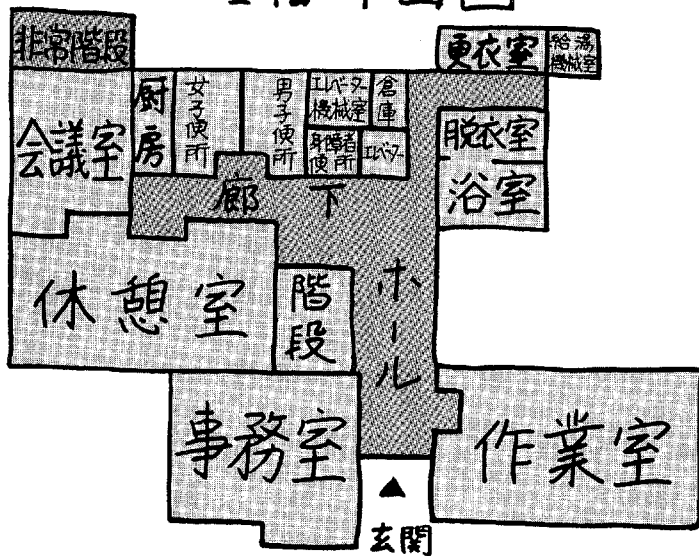 平面図
非常階段
更衣室
給湯
機械室
会議室
厨房
女子便所
男子便所
エレベーター
機械室
倉庫
身障者
便所
エレベーター
脱衣室
浴室
廊下
ホール
休憩室
階段
事務室
作業室
玄関